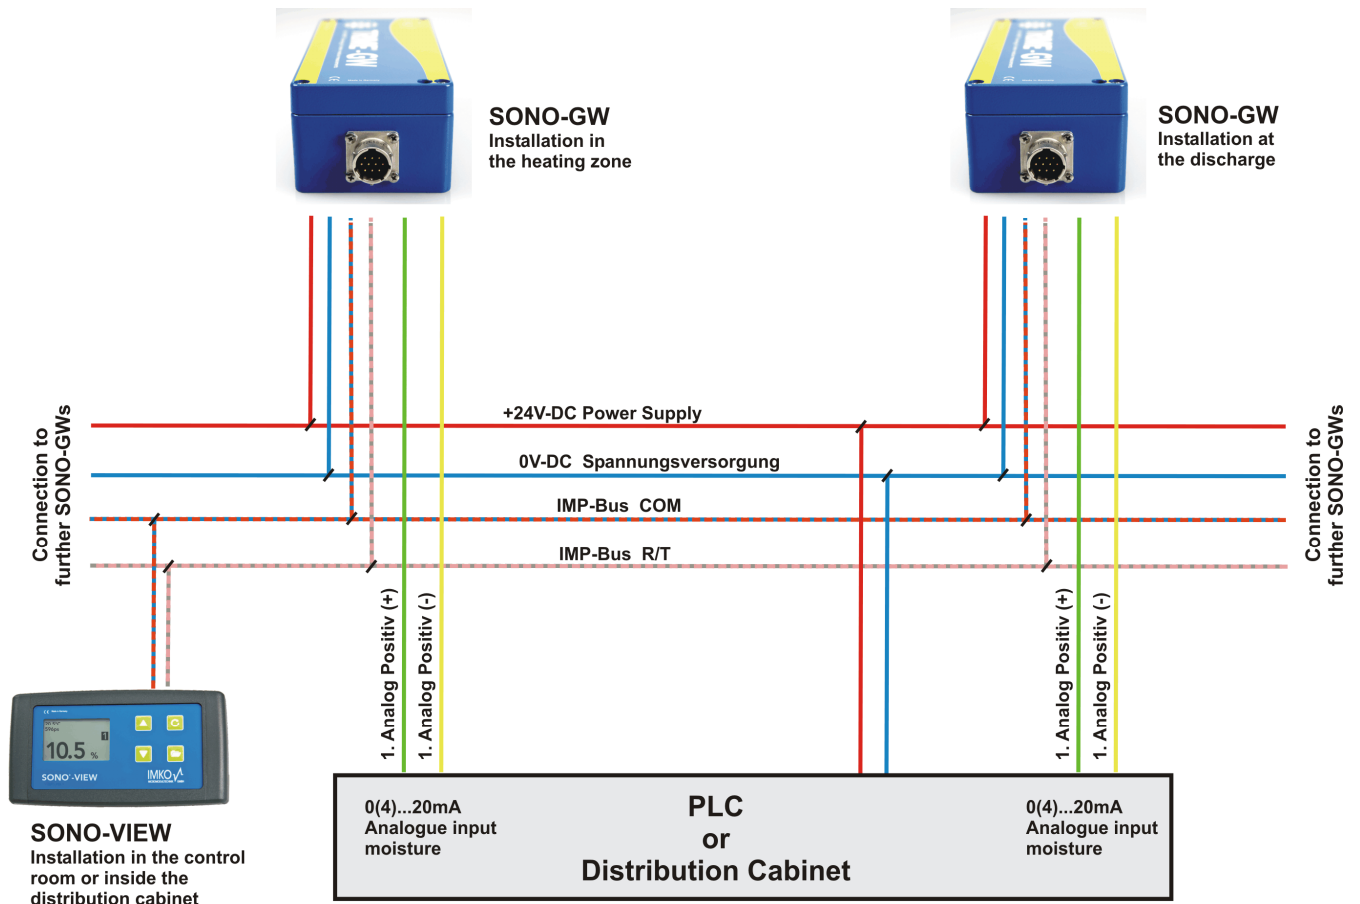 SONO-GW
Installation in
the heating zone
SONO-GW
Installation at
the discharge
Connection to
further SONO-GWs
+24V-DC Power Supply
0V-DC Spannungsversorgung
IMP-Bus COM
IMP-Bus R/T
Connection to
further SONO-GWs
1. Analog Positiv (+)
1. Analog Positiv (-)
1. Analog Positiv (+)
1. Analog Positiv (-)
10.5 %
1
SONO-VIEW
IMKO
SONO-VIEW
Installation in the control
room or inside the
distribution cabinet
0(4)...20mA
Analogue input
moisture
PLC
or
Distribution Cabinet
0(4)...20mA
Analogue input
moisture